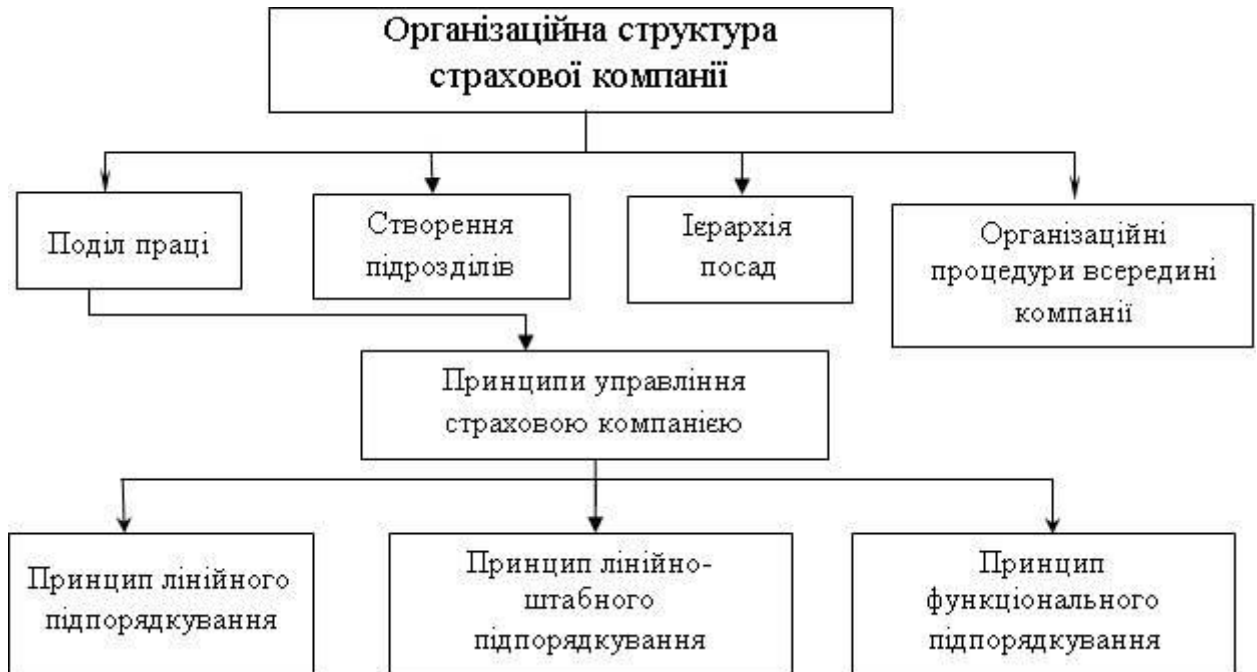 Організаційна структура
страхової компанії
Поділ праці
Створення
підрозділів
Ієрархія
посад
Організаційні
процедури всередині
компанії
Принципи управління
страховою компанією
Принцип лінійного
підпорядкування
Принцип лінійно-
штабного
підпорядкування
Принцип
функціонального
підпорядкування